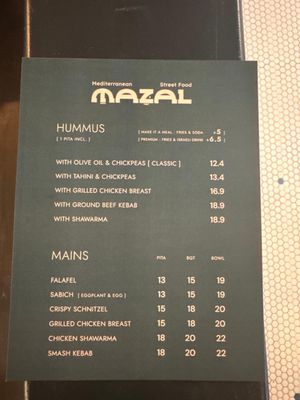 Mediterranean Street Food
MAZAL
HUMMUS [ MAKE IT A MEAL - FRIES & SODA +5 ]
[ 1 PITA INCL. ] [ PREMIUM - FRIES & ISRAELI DRINK +6.5 ]
WITH OLIVE OIL & CHICKPEAS [ CLASSIC ] 12.4
WITH TAHINI & CHICKPEAS 13.4
WITH GRILLED CHICKEN BREAST 16.9
WITH GROUND BEEF KEBAB 18.9
WITH SHAWARMA 18.9
MAINS PITA BGT BOWL
FALAFEL 13 15 19
SABICH [ EGGPLANT & EGG ] 13 15 19
CRISPY SCHNITZEL 15 18 20
GRILLED CHICKEN BREAST 15 18 20
CHICKEN SHAWARMA 18 20 22
SMASH KEBAB 18 20 22